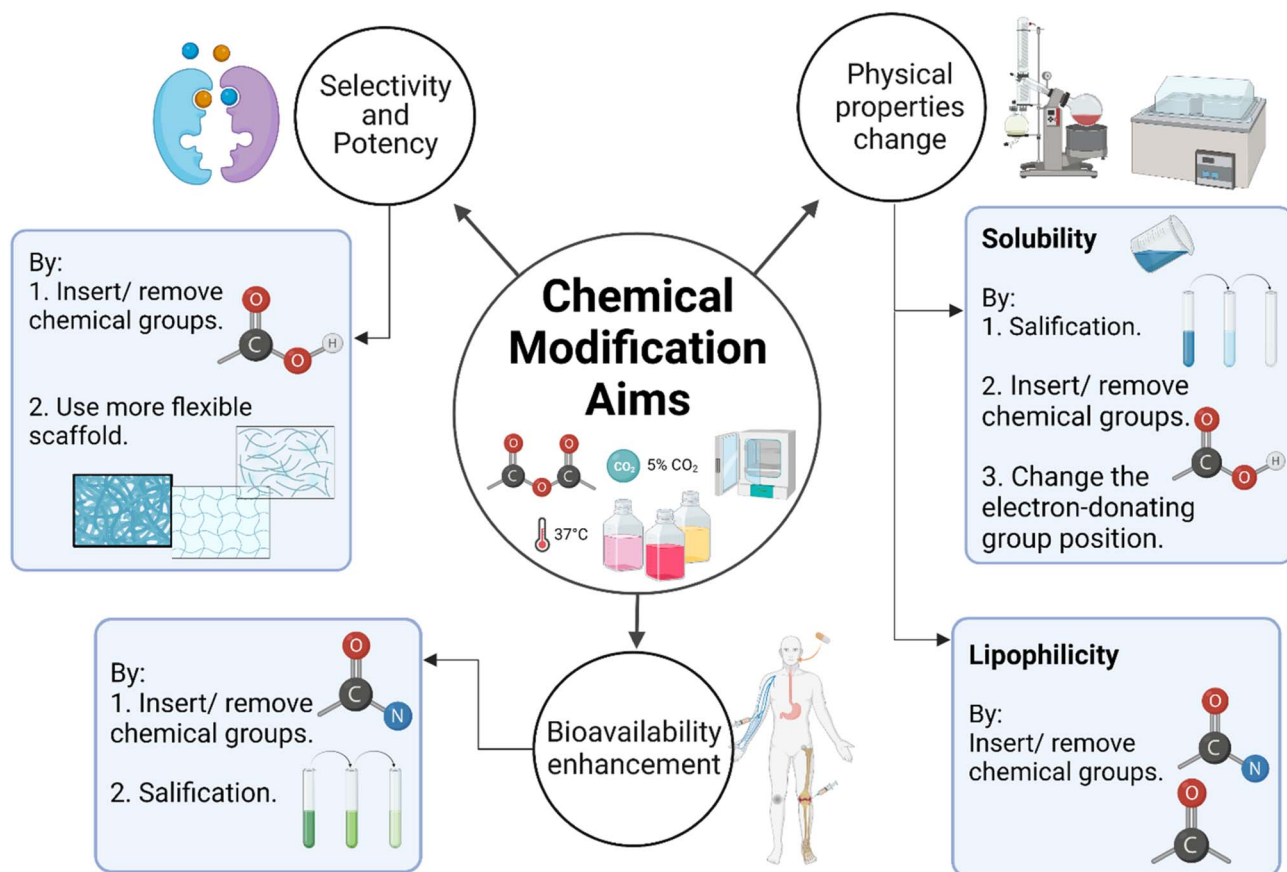 Selectivity
and
Potency
Physical
properties
change
By:
1. Insert/ remove
chemical groups.
O
C
O
H
2. Use more flexible
scaffold.
Chemical
Modification
Aims
O
O
C
O
C
CO₂
5% CO₂
37°C
Solubility
By:
1. Salification.
2. Insert/ remove
chemical groups.
O
C
O
H
3. Change the
electron-donating
group position.
By:
1. Insert/ remove
chemical groups.
O
C
N
2. Salification.
Bioavailability
enhancement
Lipophilicity
By:
Insert/ remove
chemical groups.
O
C
N
O
C